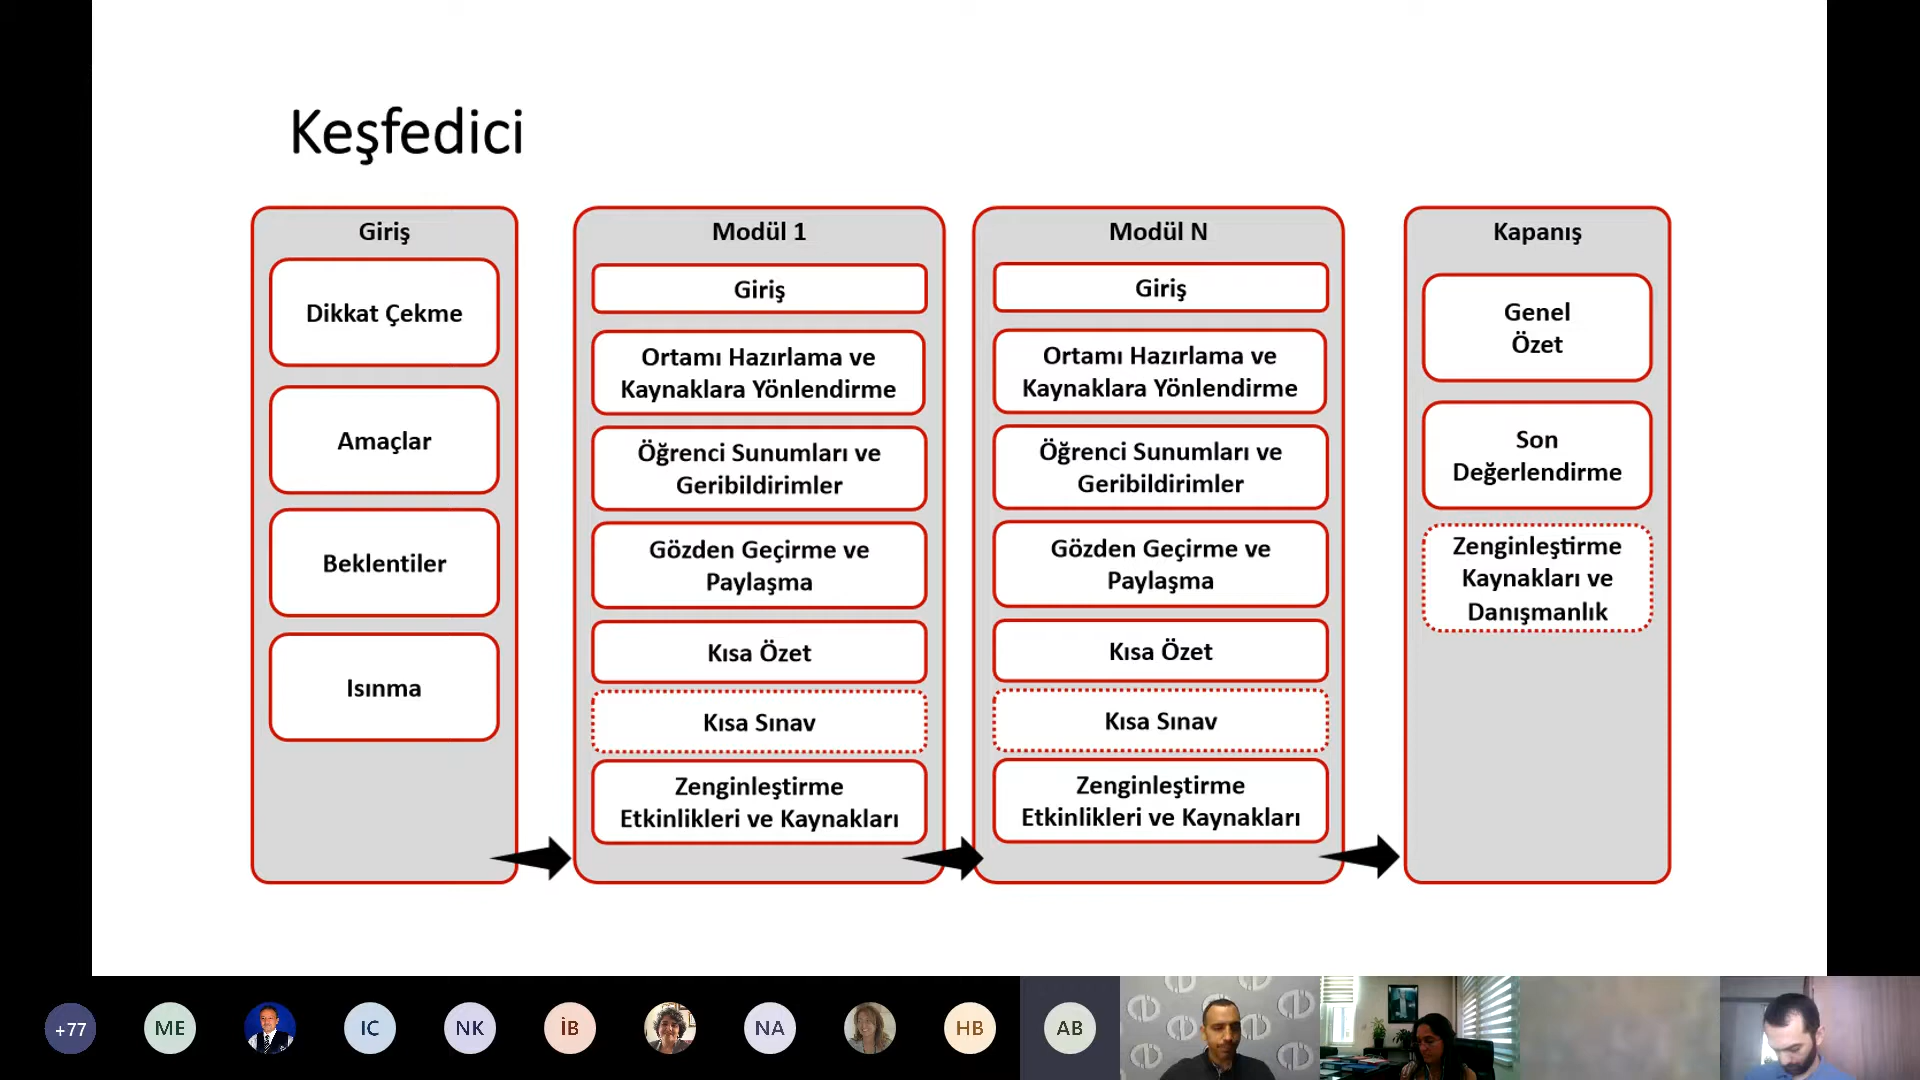 Keşfedici
Giriş
Dikkat Çekme
Amaçlar
Beklentiler
Isınma
Modül 1
Giriş
Ortamı Hazırlama ve
Kaynaklara Yönlendirme
Öğrenci Sunumları ve
Geribildirimler
Gözden Geçirme ve
Paylaşma
Kısa Özet
Kısa Sınav
Zenginleştirme
Etkinlikleri ve Kaynakları
Modül N
Giriş
Ortamı Hazırlama ve
Kaynaklara Yönlendirme
Öğrenci Sunumları ve
Geribildirimler
Gözden Geçirme ve
Paylaşma
Kısa Özet
Kısa Sınav
Zenginleştirme
Etkinlikleri ve Kaynakları
Kapanış
Genel
Özet
Son
Değerlendirme
Zenginleştirme
Kaynakları ve
Danışmanlık
+77
ME
IC
NK
İB
NA
HB
AB